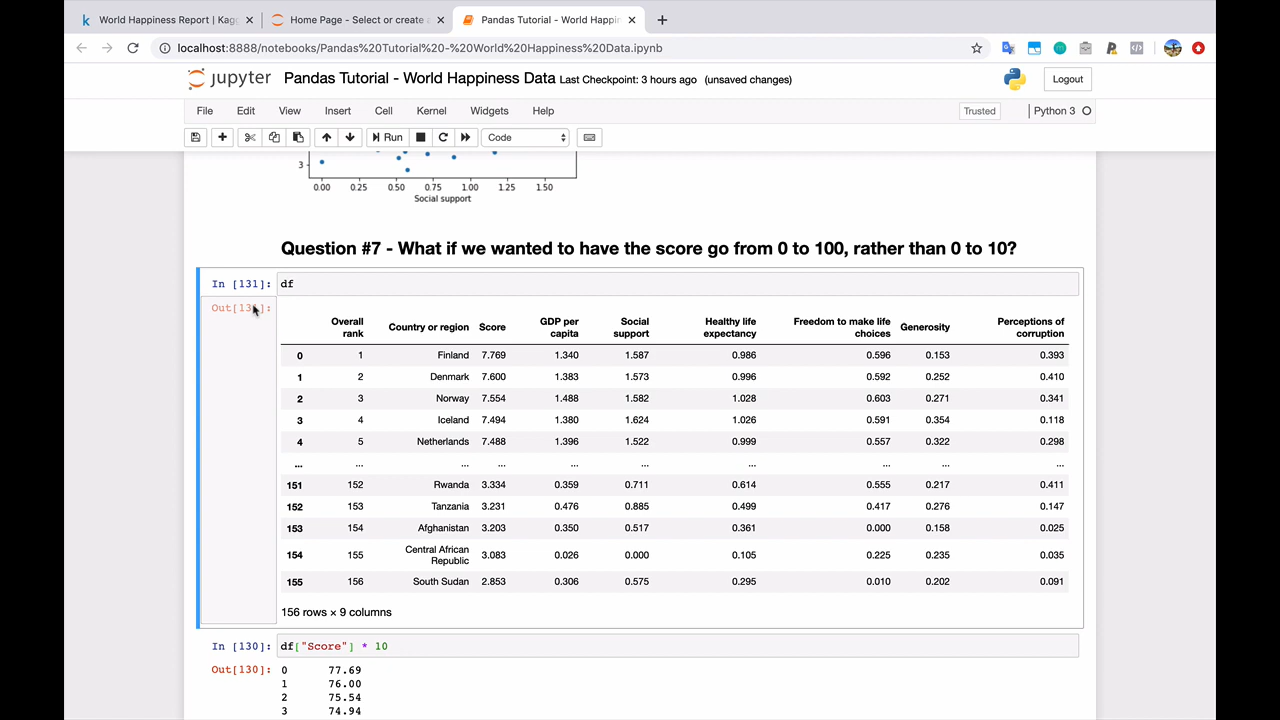 World Happiness Report | Kagg
Home Page - Select or create a
Pandas Tutorial - World Happin
localhost:8888/notebooks/Pandas%20Tutorial%20-%20World%20Happiness%20Data.ipynb
jupyter Pandas Tutorial - World Happiness Data Last Checkpoint: 3 hours ago (unsaved changes) Logout
File Edit View Insert Cell Kernel Widgets Help Trusted Python 3
Run Code
3
0.00 0.25 0.50 0.75 1.00 1.25 1.50
Social support
Question #7 - What if we wanted to have the score go from 0 to 100, rather than 0 to 10?
In [131]: df
Overall rank Country or region Score GDP per capita Social support Healthy life expectancy Freedom to make life choices Generosity Perceptions of corruption
0 1 Finland 7.769 1.340 1.587 0.986 0.596 0.153 0.393
1 2 Denmark 7.600 1.383 1.573 0.996 0.592 0.252 0.410
2 3 Norway 7.554 1.488 1.582 1.028 0.603 0.271 0.341
3 4 Iceland 7.494 1.380 1.624 1.026 0.591 0.354 0.118
4 5 Netherlands 7.488 1.396 1.522 0.999 0.557 0.322 0.298
... ... ... ... ... ... ... ... ... ...
151 152 Rwanda 3.334 0.359 0.711 0.614 0.555 0.217 0.411
152 153 Tanzania 3.231 0.476 0.885 0.499 0.417 0.276 0.147
153 154 Afghanistan 3.203 0.350 0.517 0.361 0.000 0.158 0.025
154 155 Central African Republic 3.083 0.026 0.000 0.105 0.225 0.235 0.035
155 156 South Sudan 2.853 0.306 0.575 0.295 0.010 0.202 0.091
156 rows × 9 columns
In [130]: df["Score"] * 10
Out[130]: 0 77.69
1 76.00
2 75.54
3 74.94